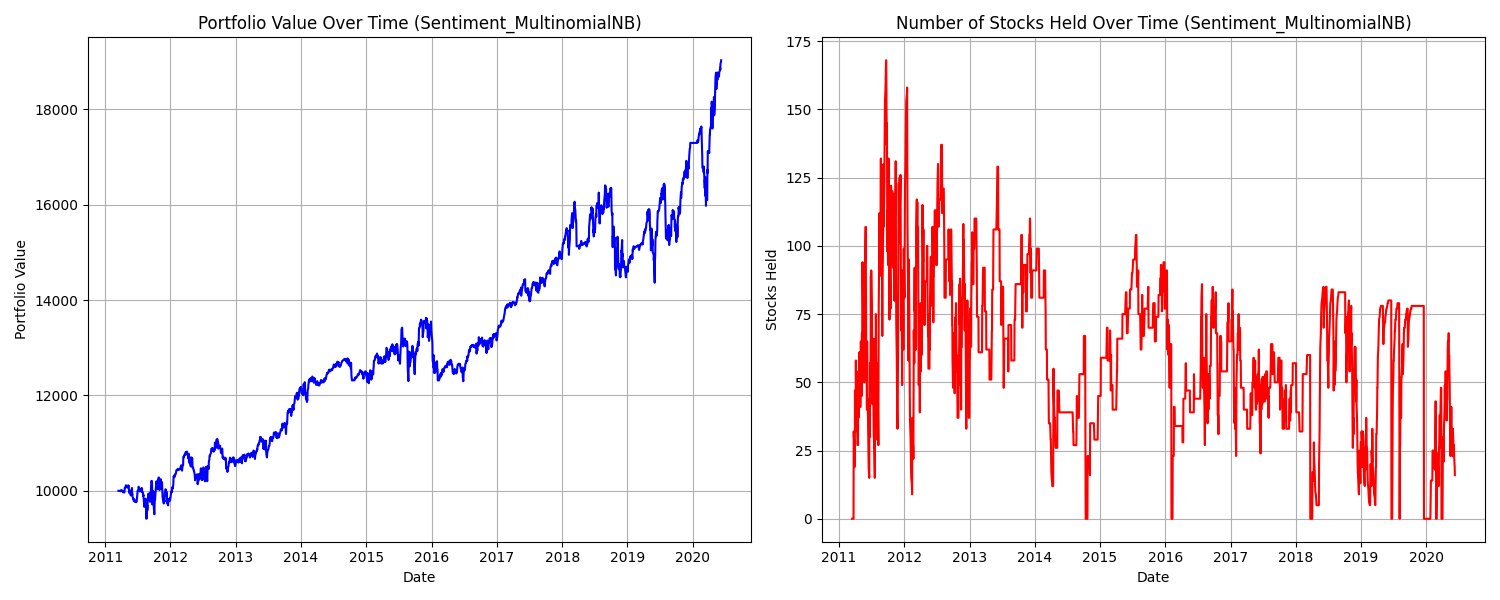 Portfolio Value Over Time (Sentiment_MultinomialNB)
Portfolio Value
18000
16000
14000
12000
10000
2011 2012 2013 2014 2015 2016 2017 2018 2019 2020
Date
Number of Stocks Held Over Time (Sentiment_MultinomialNB)
Stocks Held
175
150
125
100
75
50
25
0
2011 2012 2013 2014 2015 2016 2017 2018 2019 2020
Date